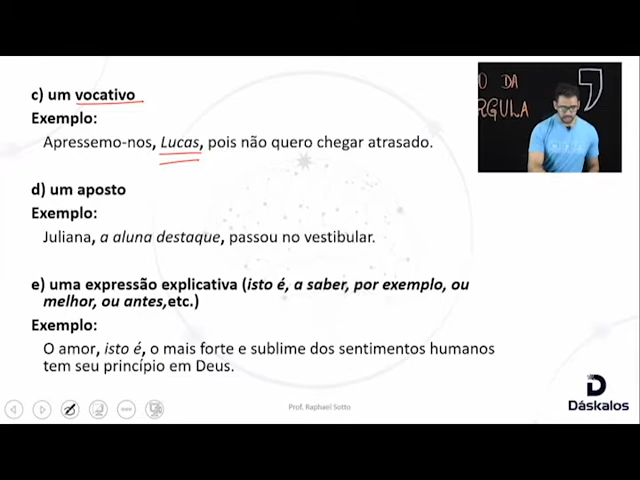 c) um vocativo
Exemplo:
Apressemo-nos, Lucas, pois não quero chegar atrasado.
d) um aposto
Exemplo:
Juliana, a aluna destaque, passou no vestibular.
e) uma expressão explicativa (isto é, a saber, por exemplo, ou
melhor, ou antes,etc.)
Exemplo:
O amor, isto é, o mais forte e sublime dos sentimentos humanos
tem seu princípio em Deus.
Prof. Raphael Sotto
Dáskalos
O DA
RGULA